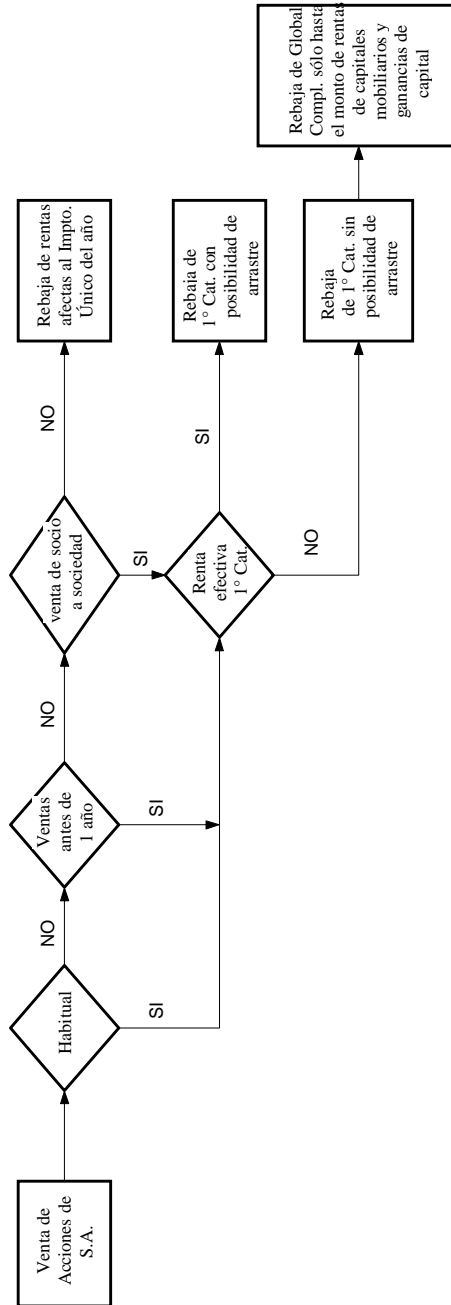 Venta de
Acciones de
S.A.
Habitual
NO
SI
Ventas
antes de
1 año
NO
SI
venta de socio
a sociedad
NO
SI
Rebaja de rentas
afectas al Impto.
Único del año
Renta
efectiva
1° Cat.
SI
NO
Rebaja de
1° Cat. con
posibilidad de
arrastre
Rebaja
de 1° Cat. sin
posibilidad de
arrastre
Rebaja de Global
Compl. sólo hasta
el monto de rentas
de capitales
mobiliarios y
ganancias de
capital